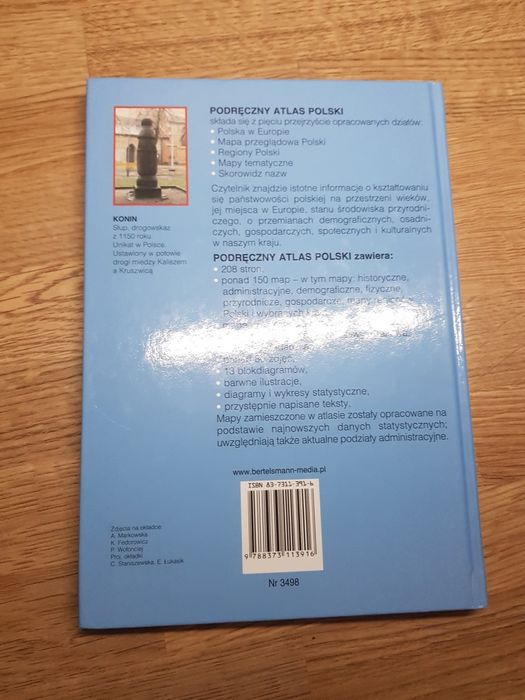 PODRĘCZNY ATLAS POLSKI
składa się z pięciu przejrzyście opracowanych działów:
• Polska w Europie
• Mapa przeglądowa Polski
• Regiony Polski
• Mapy tematyczne
• Skorowidz nazw
Czytelnik znajdzie istotne informacje o kształtowaniu
się państwowości polskiej na przestrzeni wieków,
jej miejsca w Europie, stanu środowiska przyrodni-
czego, o przemianach demograficznych, osadni-
czych, gospodarczych, społecznych i kulturalnych
w naszym kraju.
PODRĘCZNY ATLAS POLSKI zawiera:
• 208 stron,
• ponad 150 map – w tym mapy: historyczne,
administracyjne, demograficzne, fizyczne,
przyrodnicze, gospodarcze, mapy
Polski i wybranych
zdjęć,
• 13 blokdiagramów,
• barwne ilustracje,
• diagramy i wykresy statystyczne,
• przystępnie napisane teksty.
Mapy zamieszczone w atlasie zostały opracowane na
podstawie najnowszych danych statystycznych;
uwzględniają także aktualne podziały administracyjne.
KONIN
Słup, drogowskaz
z 1150 roku.
Unikat w Polsce.
Ustawiony w połowie
drogi miedzy Kaliszem
a Kruszwicą
www.bertelsmann-media.pl
ISBN 83-7311-391-6
9 788373 113916
Nr 3498
Zdjęcia na okładce:
A. Markowska
K. Fedorowicz
P. Wołonciej
Proj. okładki
C. Staniszewska, E. Łukasik